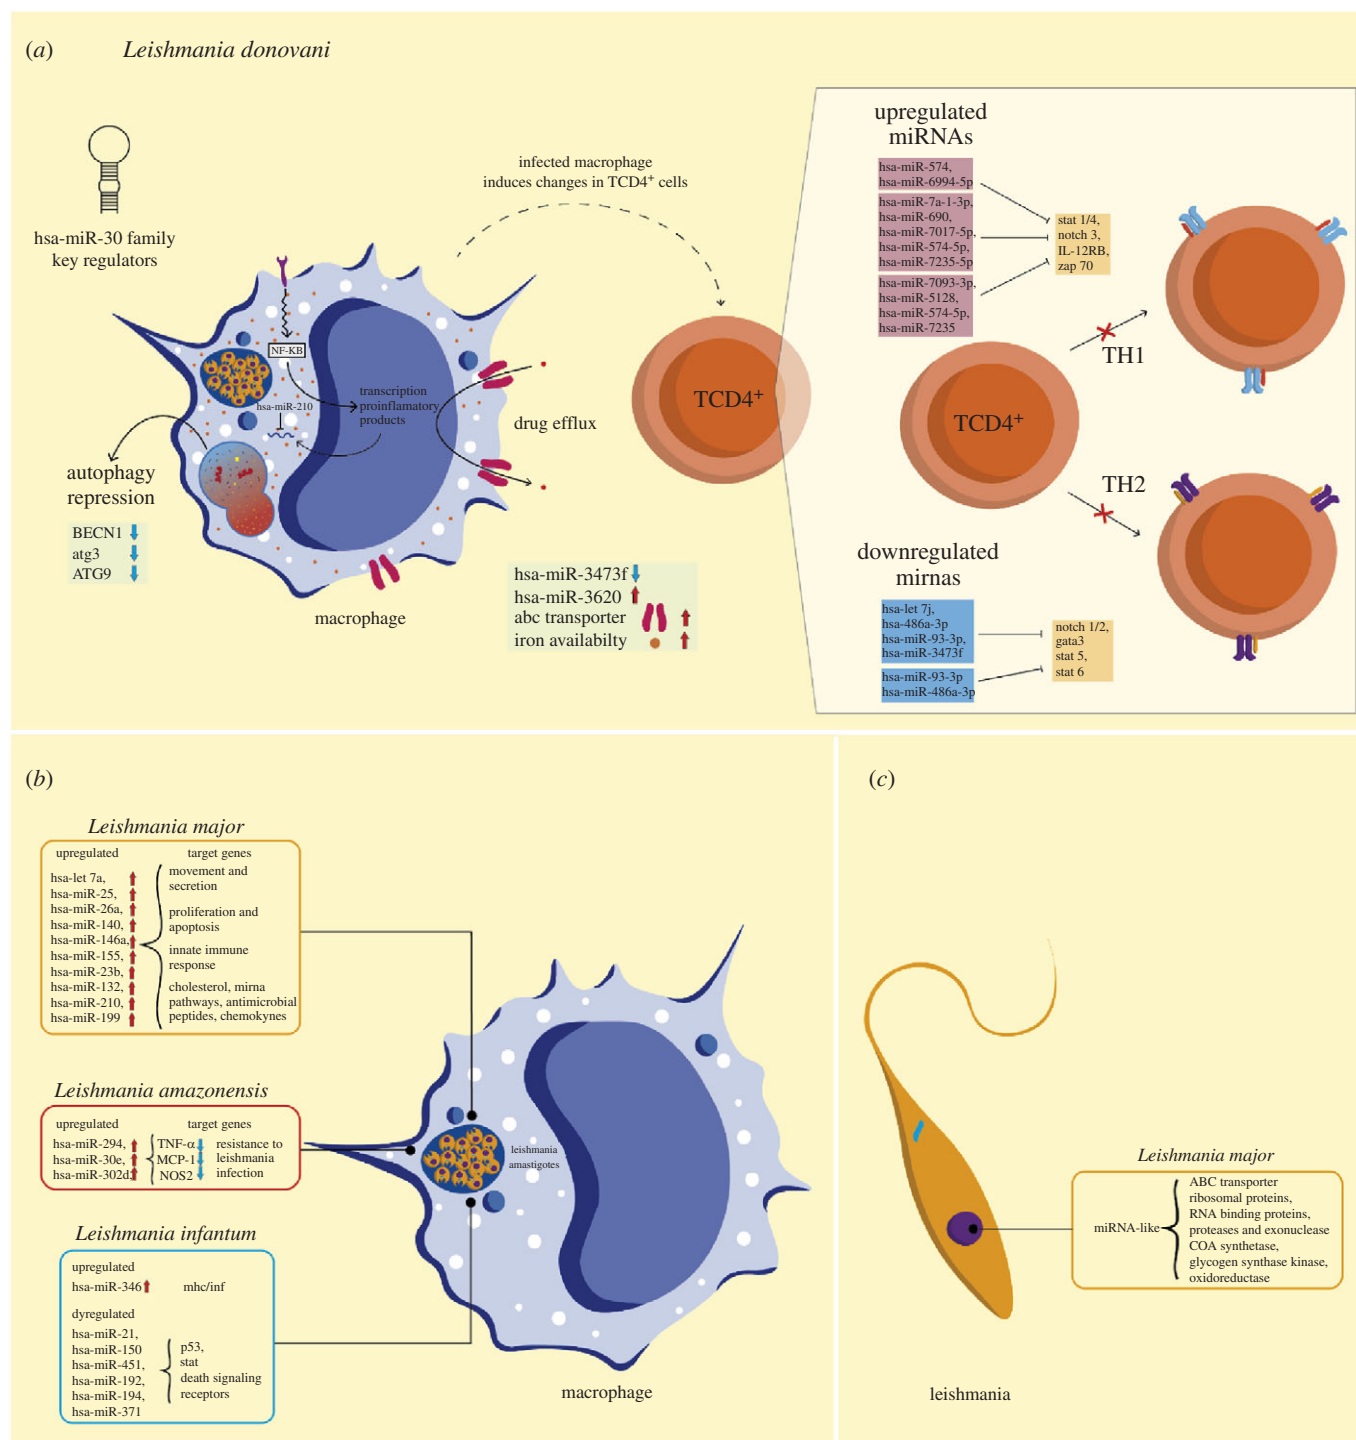 (a)
Leishmania donovani
hsa-miR-30 family
key regulators
infected macrophage
induces changes in TCD4+ cells
NF-KB
hsa-miR-210
transcription
proinflamatory
products
drug efflux
autophagy
repression
BECN1
atg3
ATG9
macrophage
hsa-miR-3473f
hsa-miR-3620
abc transporter
iron availabilty
TCD4+
upregulated
miRNAs
hsa-miR-574,
hsa-miR-6994-5p
hsa-miR-7a-1-3p,
hsa-miR-690,
hsa-miR-7017-5p,
hsa-miR-574-5p,
hsa-miR-7235-5p
hsa-miR-7093-3p,
hsa-miR-5128,
hsa-miR-574-5p,
hsa-miR-7235
stat 1/4,
notch 3,
IL-12RB,
zap 70
TH1
TCD4+
TH2
downregulated
mirnas
hsa-let 7j,
hsa-486a-3p
hsa-miR-93-3p,
hsa-miR-3473f
hsa-miR-93-3p
hsa-miR-486a-3p
notch 1/2,
gata3
stat 5,
stat 6
(b)
Leishmania major
upregulated target genes
hsa-let 7a,
hsa-miR-25,
hsa-miR-26a,
hsa-miR-140,
hsa-miR-146a,
hsa-miR-155,
hsa-miR-23b,
hsa-miR-132,
hsa-miR-210,
hsa-miR-199
movement and
secretion
proliferation and
apoptosis
innate immune
response
cholesterol, mirna
pathways, antimicrobial
peptides, chemokynes
Leishmania amazonensis
upregulated target genes
hsa-miR-294,
hsa-miR-30e,
hsa-miR-302d,
TNF-α
MCP-1
NOS2
resistance to
leishmania
infection
Leishmania infantum
upregulated
hsa-miR-346 mhc/inf
dyregulated
hsa-miR-21,
hsa-miR-150
hsa-miR-451,
hsa-miR-192,
hsa-miR-194,
hsa-miR-371
p53,
stat
death signaling
receptors
leishmania
amastigotes
macrophage
(c)
Leishmania major
miRNA-like
ABC transporter
ribosomal proteins,
RNA binding proteins,
proteases and exonuclease
COA synthetase,
glycogen synthase kinase,
oxidoreductase
leishmania